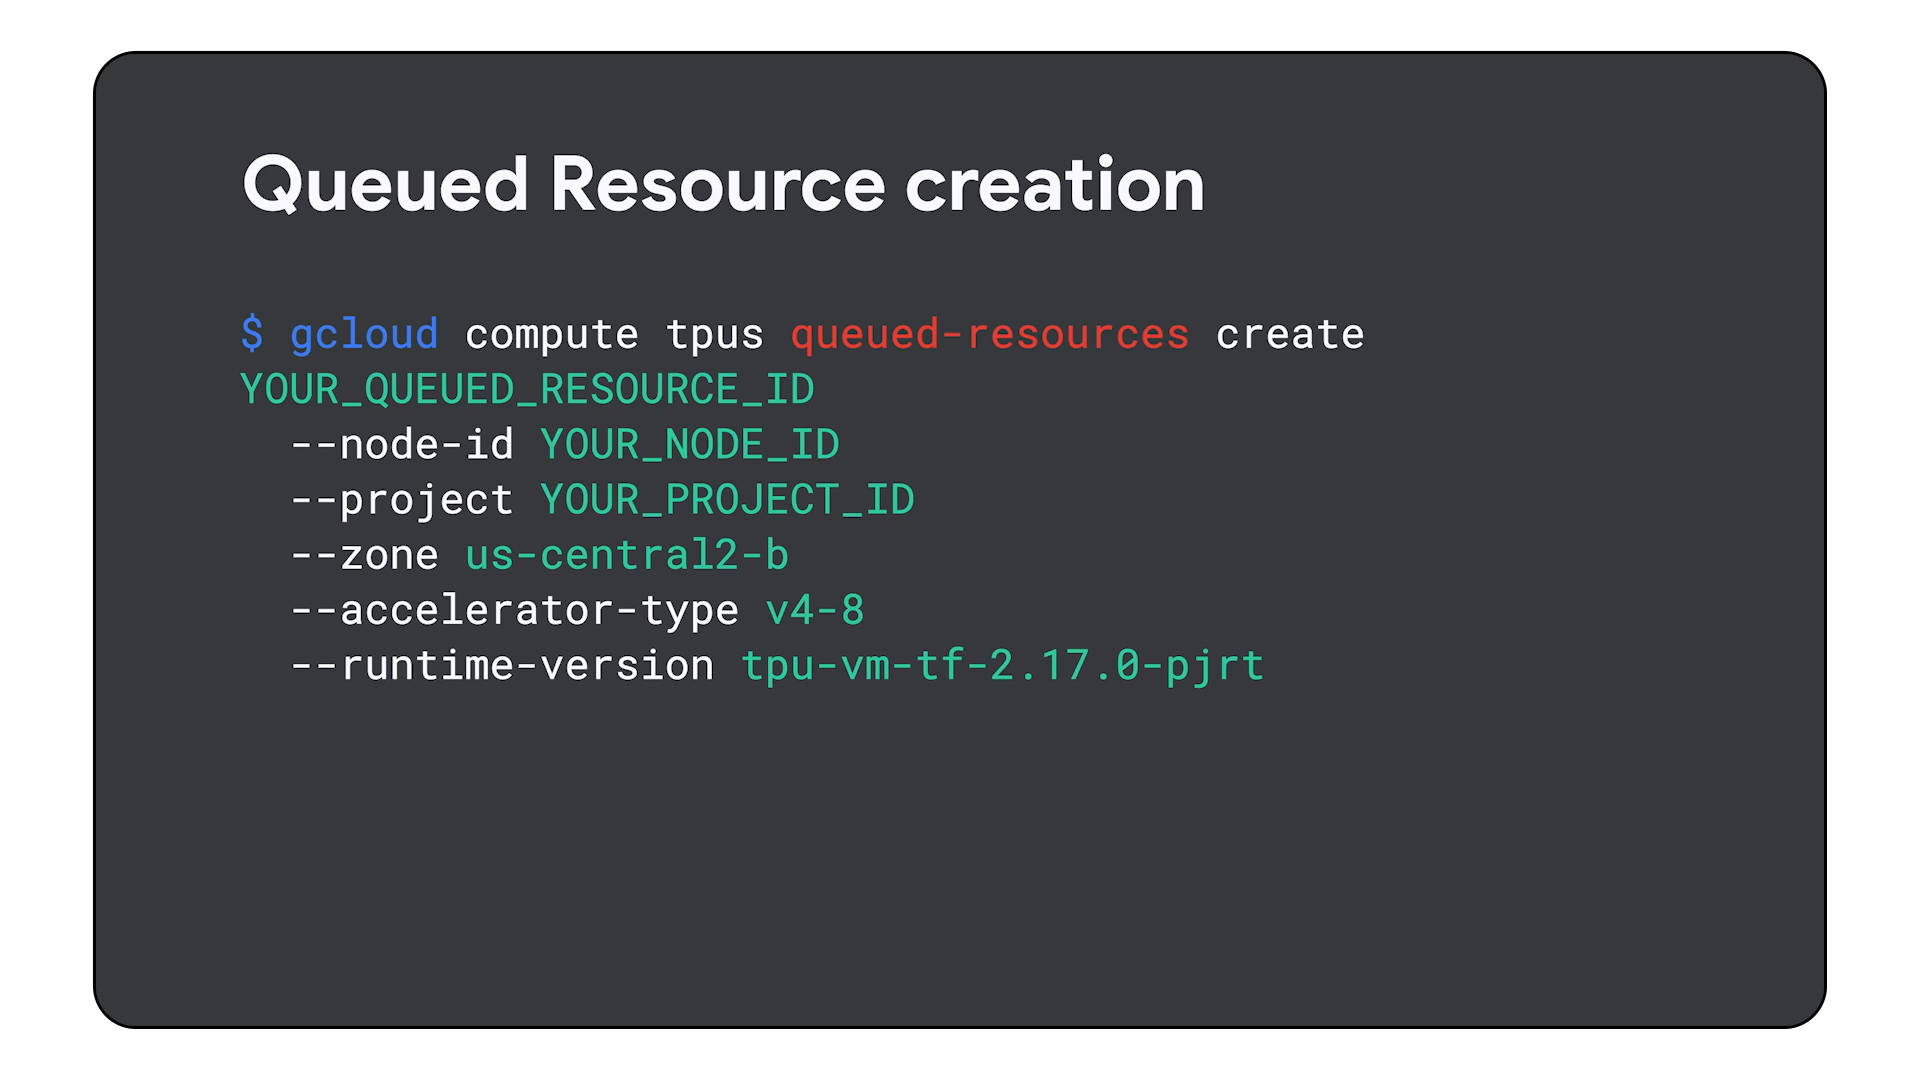 Queued Resource creation
$ gcloud compute tpus queued-resources create
YOUR_QUEUED_RESOURCE_ID
--node-id YOUR_NODE_ID
--project YOUR_PROJECT_ID
--zone us-central2-b
--accelerator-type v4-8
--runtime-version tpu-vm-tf-2.17.0-pjrt